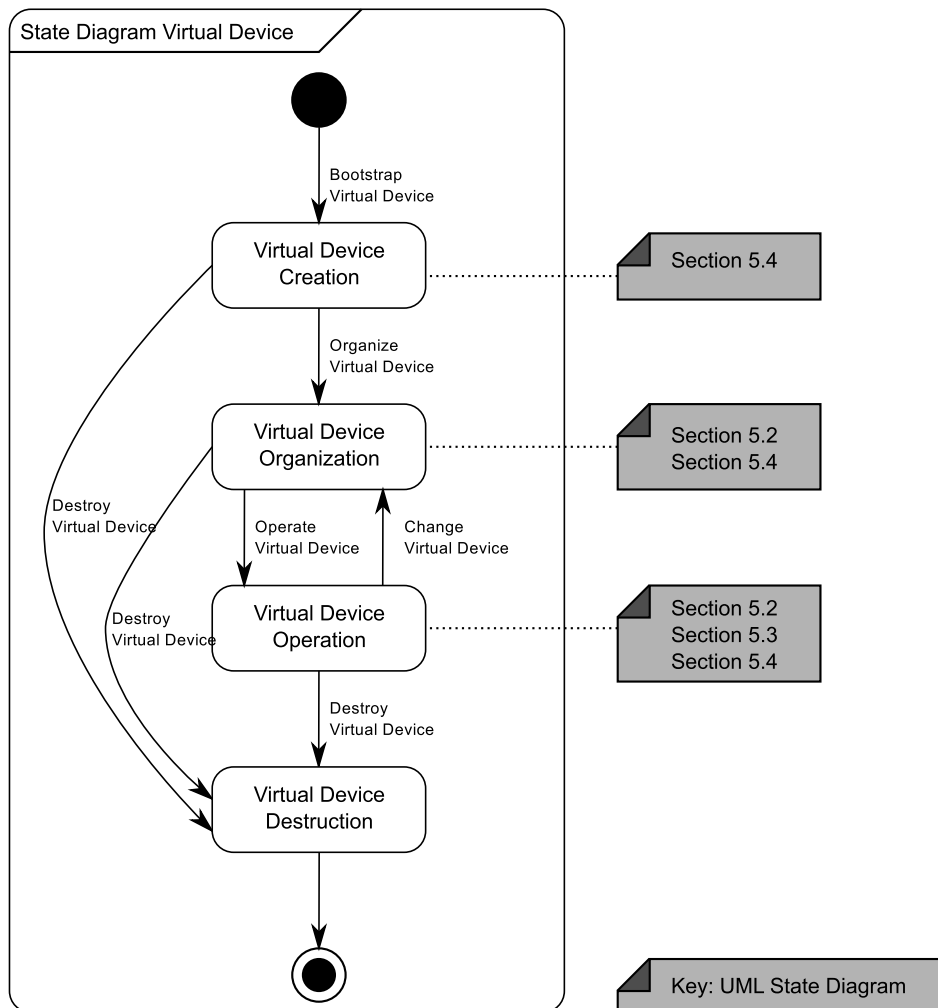 State Diagram Virtual Device
Bootstrap
Virtual Device
Virtual Device
Creation
Section 5.4
Organize
Virtual Device
Virtual Device
Organization
Section 5.2
Section 5.4
Destroy
Virtual Device
Operate
Virtual Device
Change
Virtual Device
Virtual Device
Operation
Section 5.2
Section 5.3
Section 5.4
Destroy
Virtual Device
Destroy
Virtual Device
Virtual Device
Destruction
Key: UML State Diagram